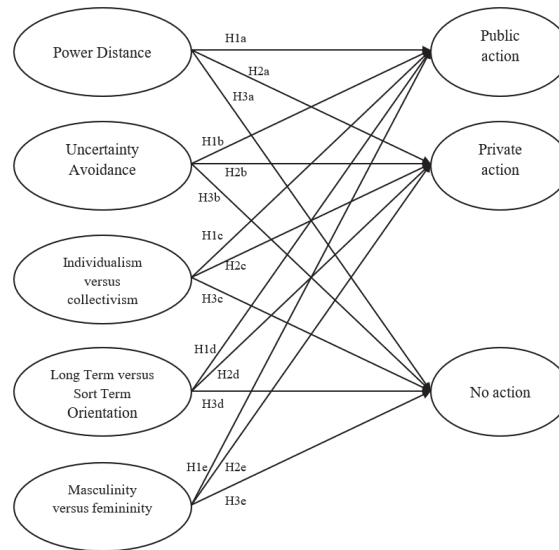 Power Distance
Public
action
H1a
H2a
H3a
Uncertainty
Avoidance
Private
action
H1b
H2b
H3b
Individualism
versus
collectivism
H1c
H2c
H3c
Long Term versus
Sort Term
Orientation
No action
H1d
H2d
H3d
Masculinity
versus femininity
H1e
H2e
H3e